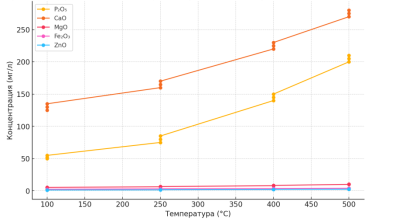 P₂O₅
CaO
MgO
Fe₂O₃
ZnO
Концентрация (мг/л)
250
200
150
100
50
0
100 150 200 250 300 350 400 450 500
Температура (°C)